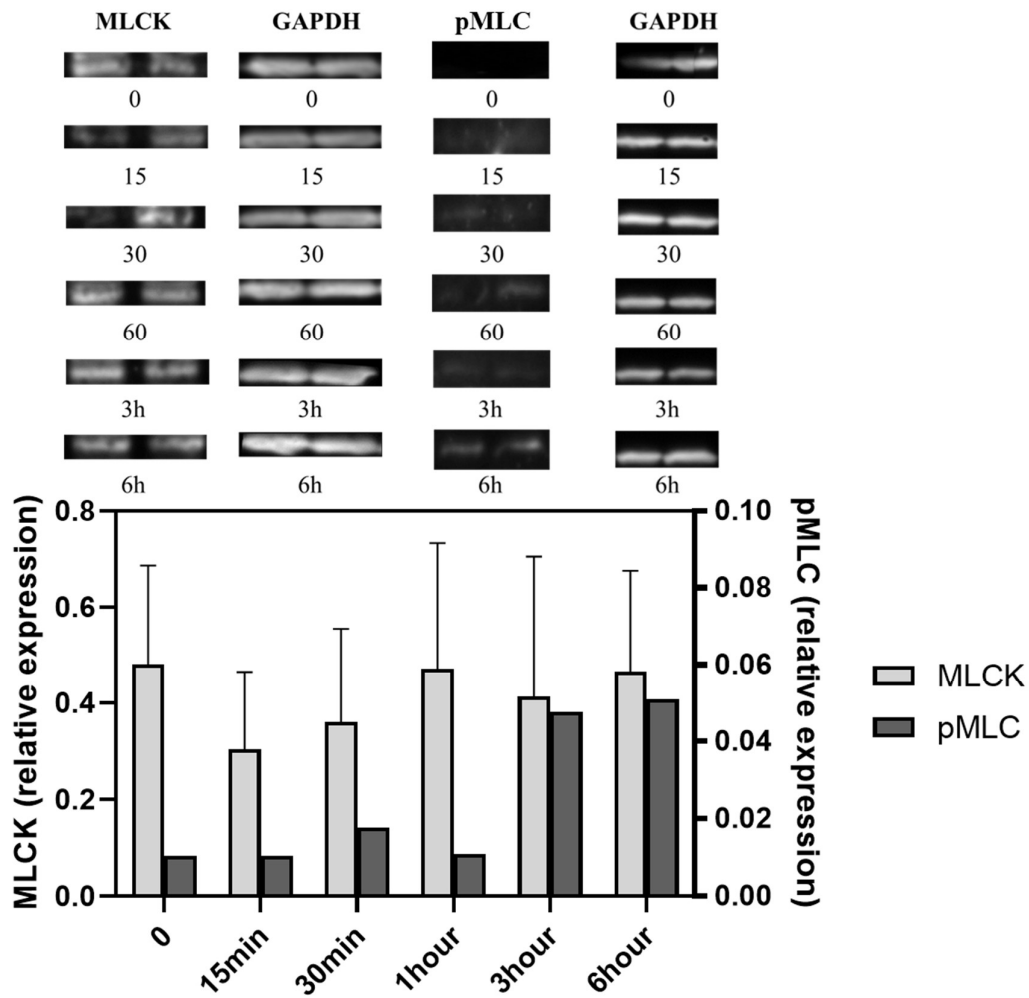 MLCK GAPDH pMLC GAPDH
0 0 0 0
15 15 15 15
30 30 30 30
60 60 60 60
3h 3h 3h 3h
6h 6h 6h 6h
MLCK (relative expression)
0.8
0.6
0.4
0.2
0.0
0.10
0.08
0.06
0.04
0.02
0.00
pMLC (relative expression)
MLCK
pMLC
0 15min 30min 1hour 3hour 6hour